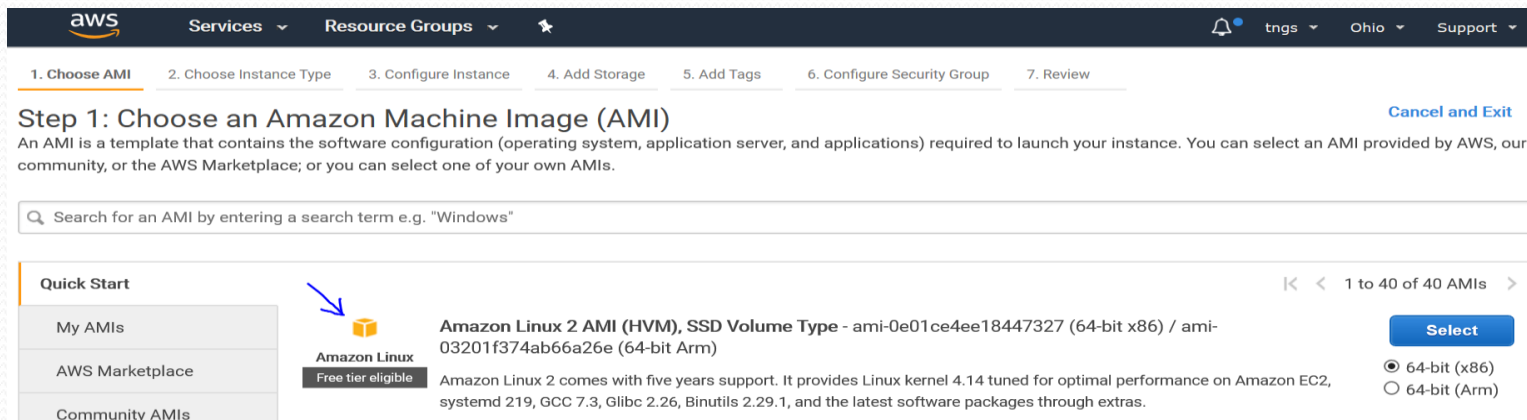 aws Services Resource Groups tngs Ohio Support
1. Choose AMI 2. Choose Instance Type 3. Configure Instance 4. Add Storage 5. Add Tags 6. Configure Security Group 7. Review
Step 1: Choose an Amazon Machine Image (AMI)
Cancel and Exit
An AMI is a template that contains the software configuration (operating system, application server, and applications) required to launch your instance. You can select an AMI provided by AWS, our
community, or the AWS Marketplace; or you can select one of your own AMIs.
Search for an AMI by entering a search term e.g. "Windows"
Quick Start
1 to 40 of 40 AMIs
My AMIs
AWS Marketplace
Community AMIs
Amazon Linux
Free tier eligible
Amazon Linux 2 AMI (HVM), SSD Volume Type - ami-0e01ce4ee18447327 (64-bit x86) / ami-
03201f374ab66a26e (64-bit Arm)
Amazon Linux 2 comes with five years support. It provides Linux kernel 4.14 tuned for optimal performance on Amazon EC2,
systemd 219, GCC 7.3, Glibc 2.26, Binutils 2.29.1, and the latest software packages through extras.
Select
64-bit (x86)
64-bit (Arm)